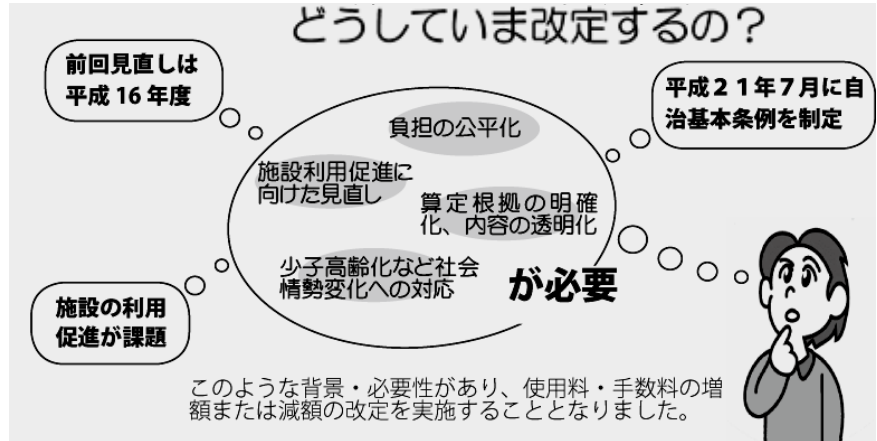 どうしていま改定するの？
前回見直しは
平成16年度
平成２１年７月に自
治基本条例を制定
負担の公平化
施設利用促進に
向けた見直し
算定根拠の明確
化、内容の透明化
少子高齢化など社会
情勢変化への対応
が必要
施設の利用
促進が課題
このような背景・必要性があり、使用料・手数料の増
額または減額の改定を実施することとなりました。